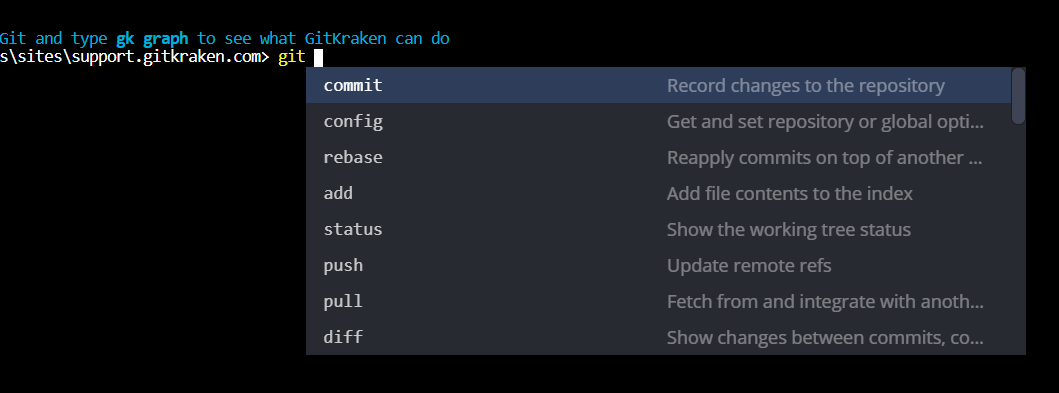 Git and type gk graph to see what GitKraken can do
s\sites\support.gitkraken.com> git
commit Record changes to the repository
config Get and set repository or global opti...
rebase Reapply commits on top of another ...
add Add file contents to the index
status Show the working tree status
push Update remote refs
pull Fetch from and integrate with anoth...
diff Show changes between commits, co...